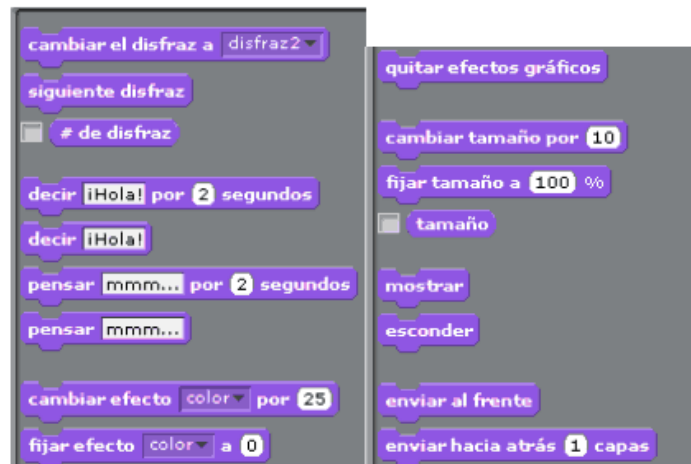 cambiar el disfraz a disfraz2
siguiente disfraz
# de disfraz
decir ¡Hola! por 2 segundos
decir ¡Hola!
pensar mmm... por 2 segundos
pensar mmm...
cambiar efecto color por 25
fijar efecto color a 0
quitar efectos gráficos
cambiar tamaño por 10
fijar tamaño a 100 %
tamaño
mostrar
esconder
enviar al frente
enviar hacia atrás 1 capas